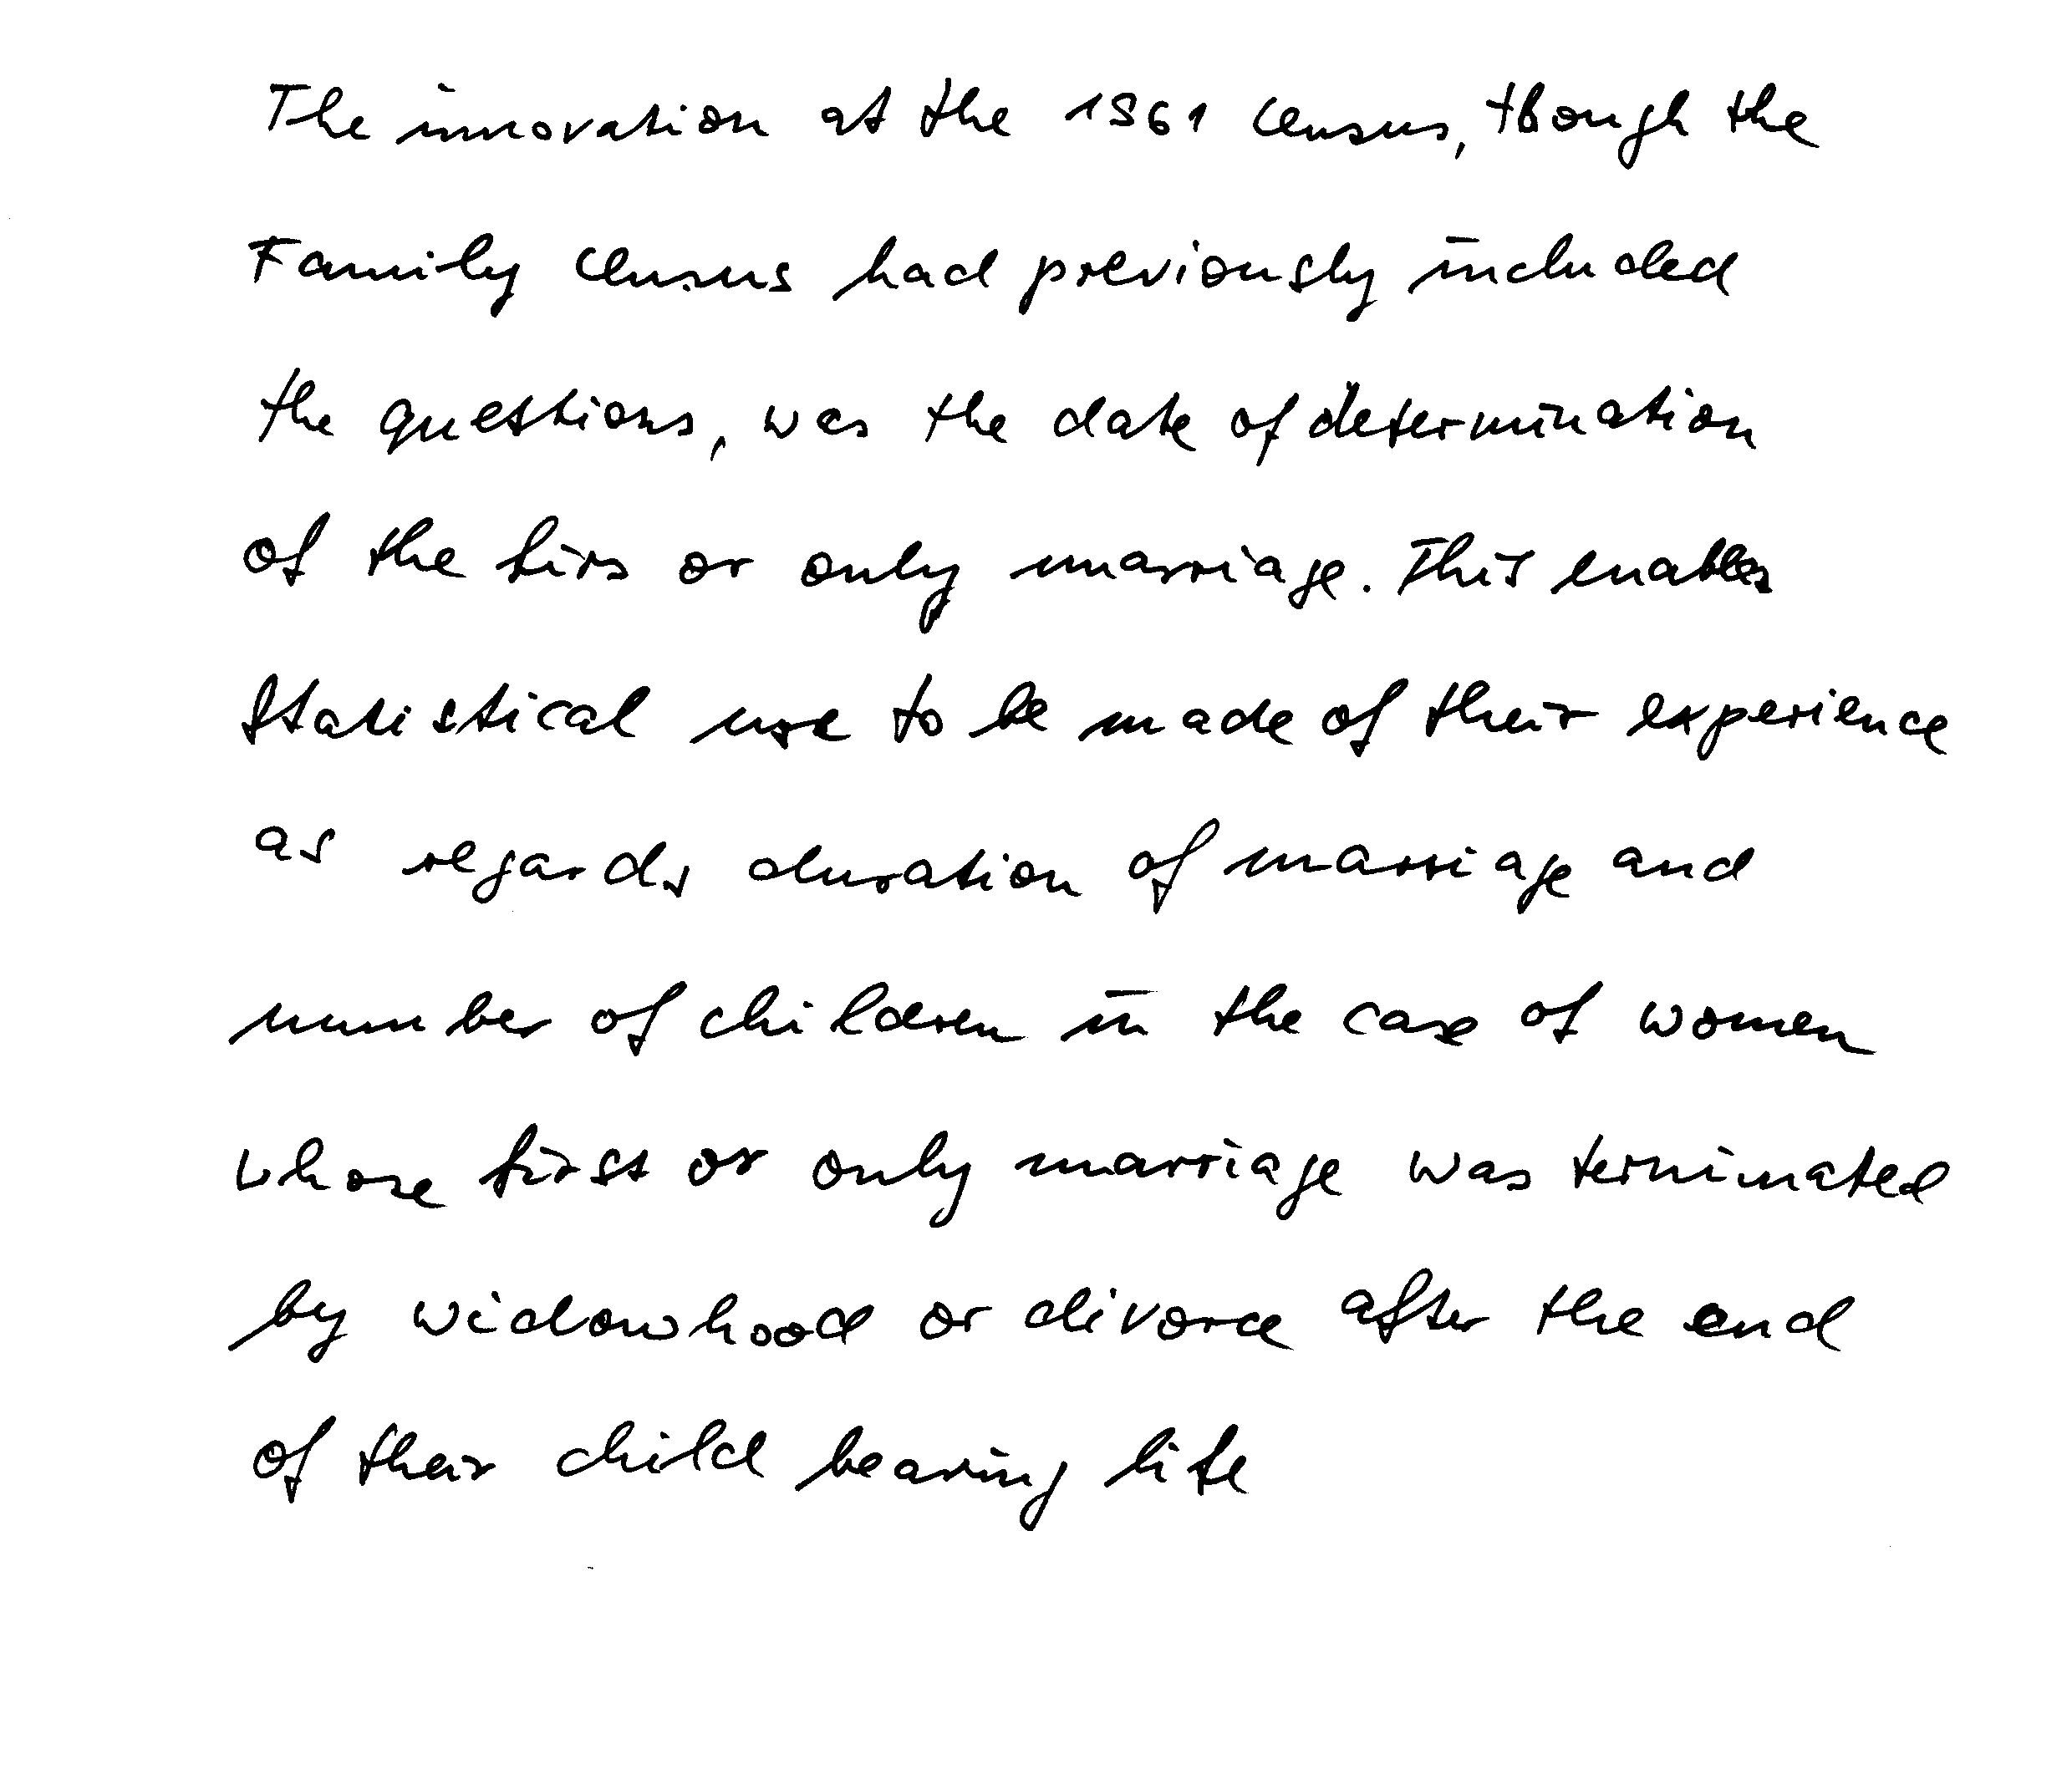 The innovation at the 1961 Census, though the
Family Census had previously included
the questions, was the date of determination
of the firs or only marriage. This enables
Statistical use to be made of their experience
as regards duration of marriage and
number of children in the case of women
whose first or only marriage was terminated
by widowhood or divorce after the end
of their child bearing life